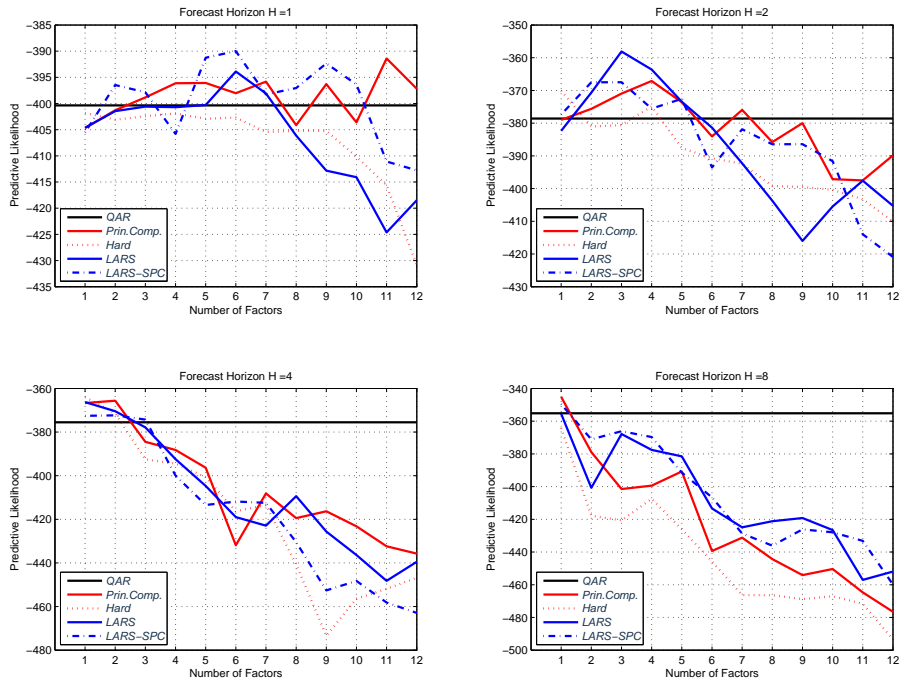 Forecast Horizon H =1
Predictive Likelihood
−385
−390
−395
−400
−405
−410
−415
−420
−425
−430
−435
QAR
Prin.Comp.
Hard
LARS
LARS−SPC
1 2 3 4 5 6 7 8 9 10 11 12
Number of Factors
Forecast Horizon H =2
Predictive Likelihood
−350
−360
−370
−380
−390
−400
−410
−420
−430
QAR
Prin.Comp.
Hard
LARS
LARS−SPC
1 2 3 4 5 6 7 8 9 10 11 12
Number of Factors
Forecast Horizon H =4
Predictive Likelihood
−360
−380
−400
−420
−440
−460
−480
QAR
Prin.Comp.
Hard
LARS
LARS−SPC
1 2 3 4 5 6 7 8 9 10 11 12
Number of Factors
Forecast Horizon H =8
Predictive Likelihood
−340
−360
−380
−400
−420
−440
−460
−480
−500
QAR
Prin.Comp.
Hard
LARS
LARS−SPC
1 2 3 4 5 6 7 8 9 10 11 12
Number of Factors